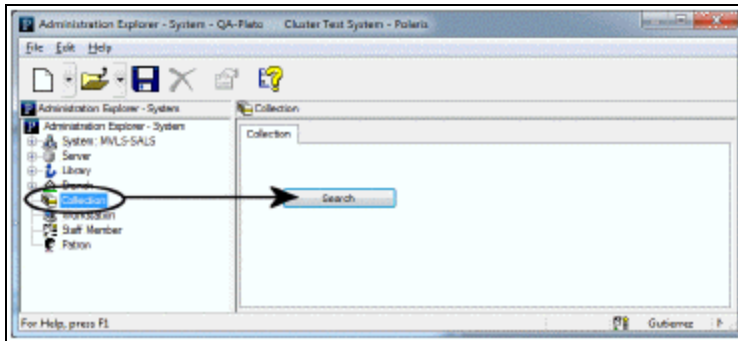 Administration Explorer - System - QA-Plato Cluster Test System - Polaris
File Edit Help
Administration Explorer - System
Collection
Administration Explorer - System
System: MVLS-SALS
Server
Library
Branch
Collection
Workstation
Staff Member
Patron
Collection
Search
For Help, press F1
Gutierrez